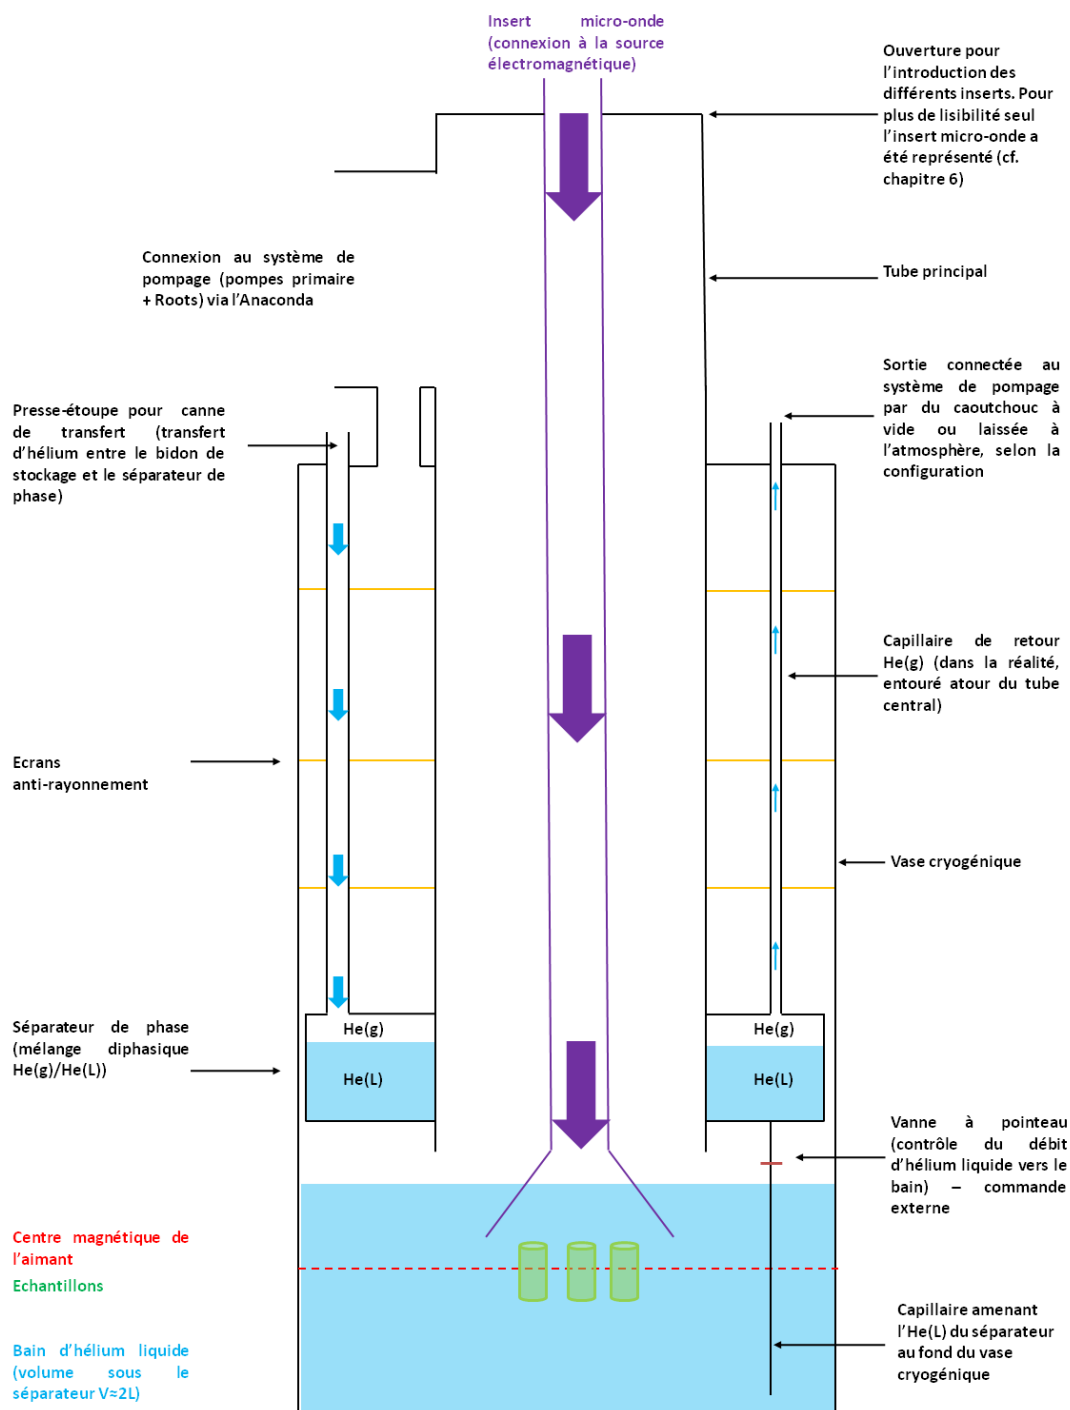 Insert micro-onde
(connexion à la source
électromagnétique)
Ouverture pour
l’introduction des
différents inserts. Pour
plus de lisibilité seul
l’insert micro-onde a
été représenté (cf.
chapitre 6)
Connexion au système de
pompage (pompes primaire
+ Roots) via l’Anaconda
Tube principal
Sortie connectée au
système de pompage
par du caoutchouc à
vide ou laissée à
l’atmosphère, selon la
configuration
Presse-étoupe pour canne
de transfert (transfert
d’hélium entre le bidon de
stockage et le séparateur de
phase)
Capillaire de retour
He(g) (dans la réalité,
entouré atour du tube
central)
Ecrans
anti-rayonnement
Vase cryogénique
Séparateur de phase
(mélange diphasique
He(g)/He(L))
He(g)
He(L)
He(g)
He(L)
Vanne à pointeau
(contrôle du débit
d’hélium liquide vers le
bain) – commande
externe
Centre magnétique de
l’aimant
Echantillons
Bain d’hélium liquide
(volume sous le
séparateur V≈2L)
Capillaire amenant
l’He(L) du séparateur
au fond du vase
cryogénique